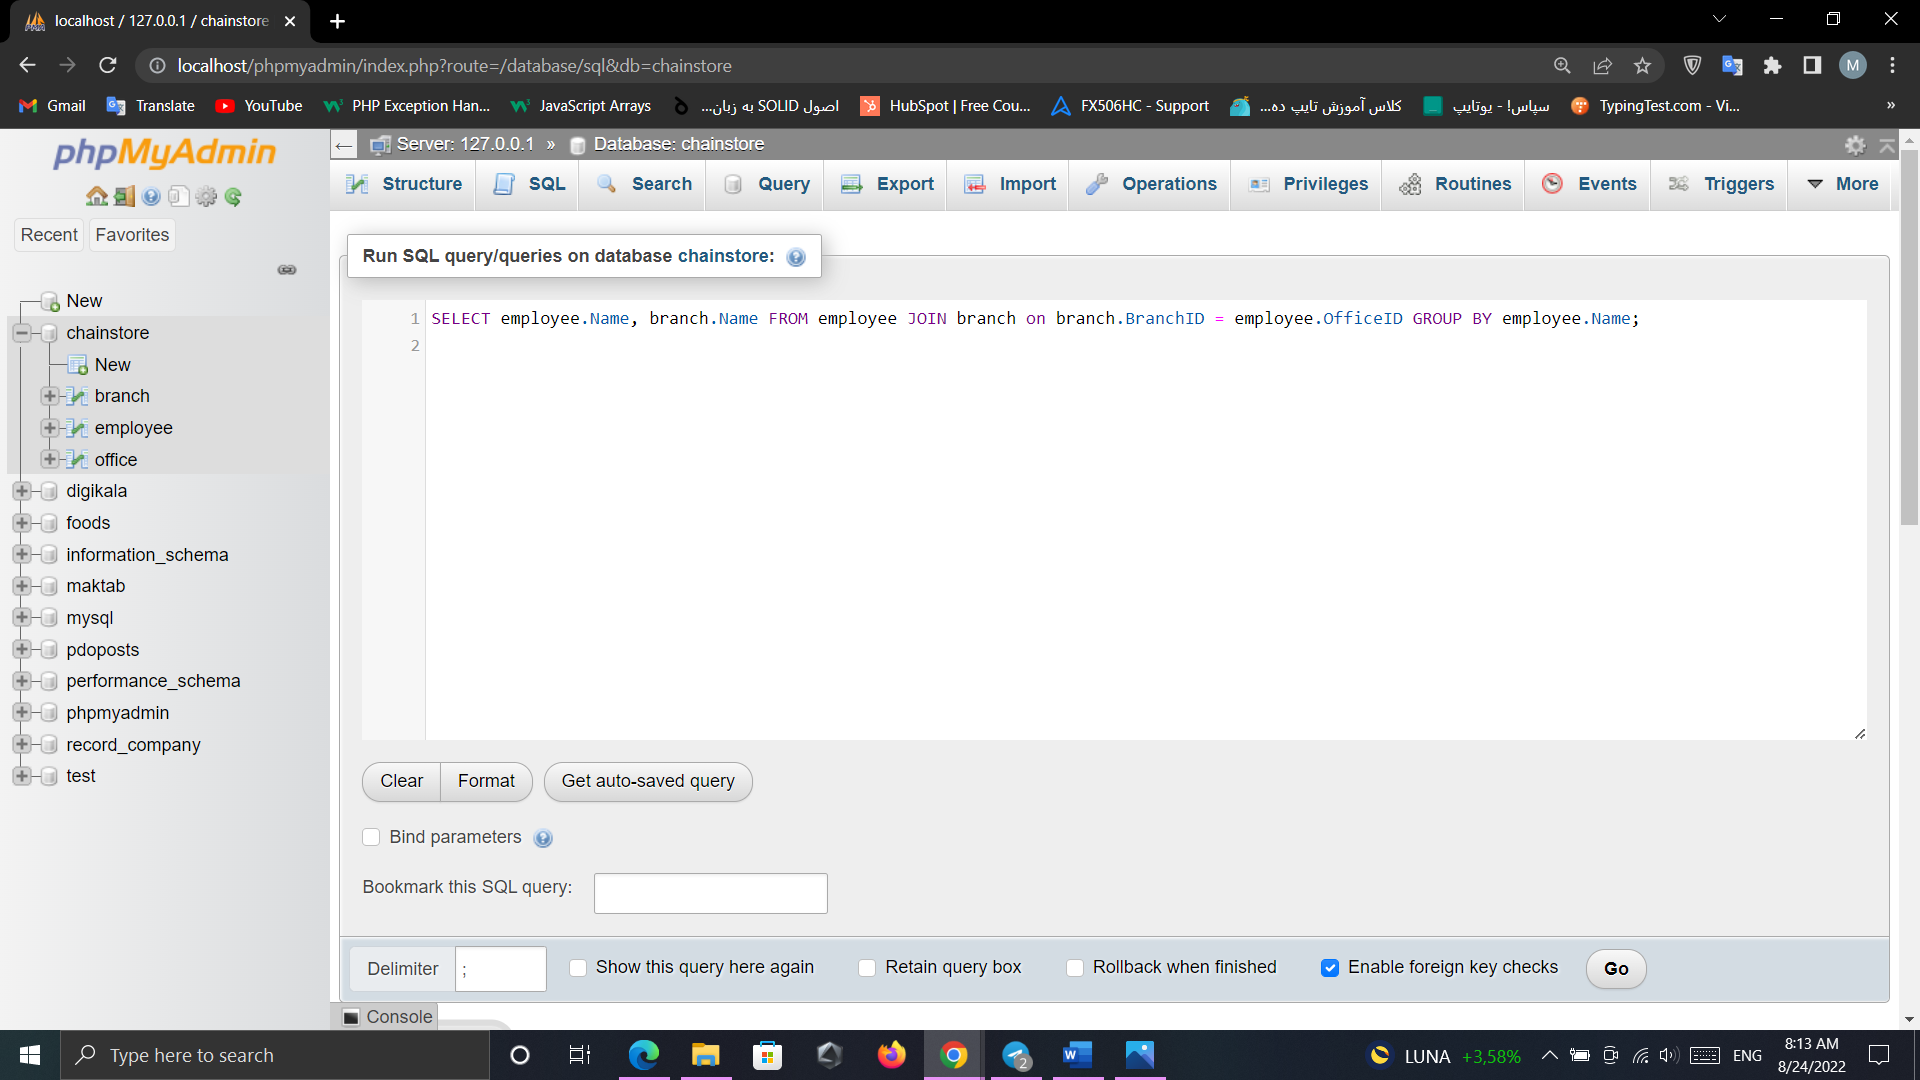 localhost / 127.0.0.1 / chainstore
localhost/phpmyadmin/index.php?route=/database/sql&db=chainstore
M
Gmail
Translate
YouTube
PHP Exception Han...
JavaScript Arrays
اصول SOLID به زبان...
HubSpot | Free Cou...
FX506HC - Support
کلاس آموزش تایپ ده...
سپاس! - یوتایپ
TypingTest.com - Vi...
»
phpMyAdmin
Recent
Favorites
New
chainstore
New
branch
employee
office
digikala
foods
information_schema
maktab
mysql
pdoposts
performance_schema
phpmyadmin
record_company
test
Server: 127.0.0.1 » Database: chainstore
Structure
SQL
Search
Query
Export
Import
Operations
Privileges
Routines
Events
Triggers
More
Run SQL query/queries on database chainstore:
1 SELECT employee.Name, branch.Name FROM employee JOIN branch on branch.BranchID = employee.OfficeID GROUP BY employee.Name;
2
Clear
Format
Get auto-saved query
Bind parameters
Bookmark this SQL query:
Delimiter
;
Show this query here again
Retain query box
Rollback when finished
Enable foreign key checks
Go
Console
Type here to search
2
LUNA +3,58%
ENG
8:13 AM
8/24/2022